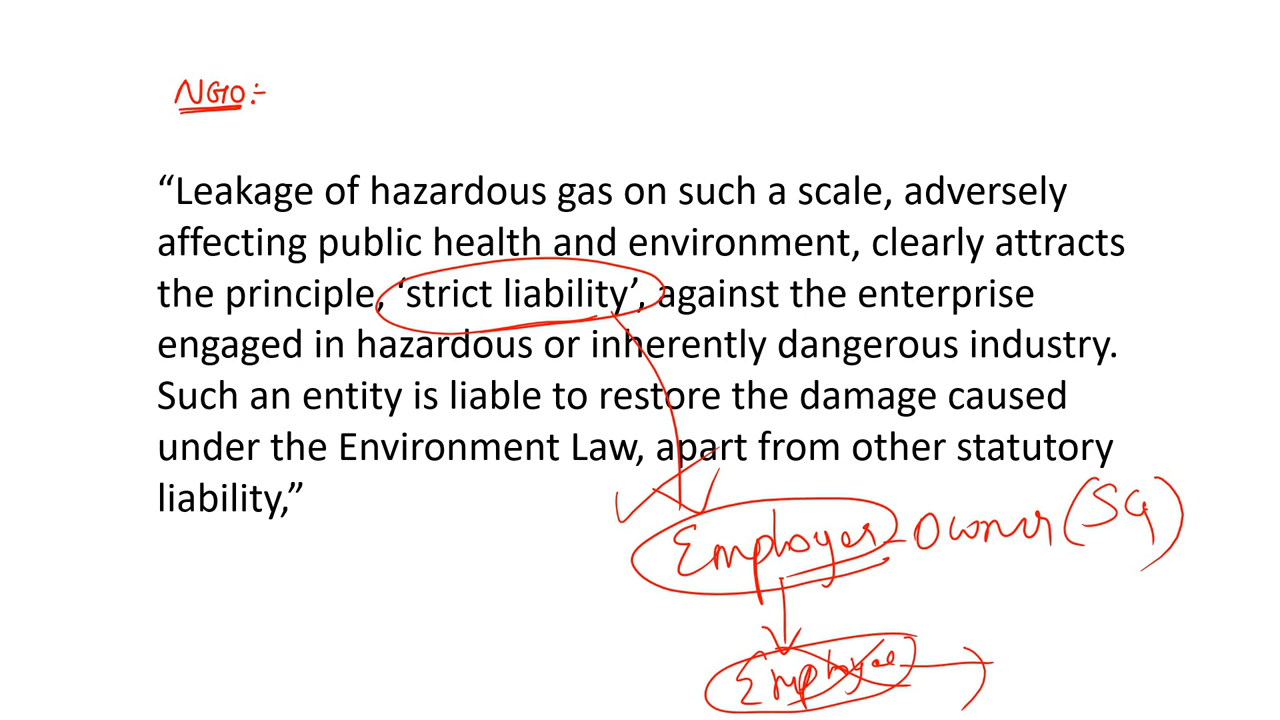 NGO:-
“Leakage of hazardous gas on such a scale, adversely
affecting public health and environment, clearly attracts
the principle, ‘strict liability’, against the enterprise
engaged in hazardous or inherently dangerous industry.
Such an entity is liable to restore the damage caused
under the Environment Law, apart from other statutory
liability,”
Employer - Owner (SG)
Employee